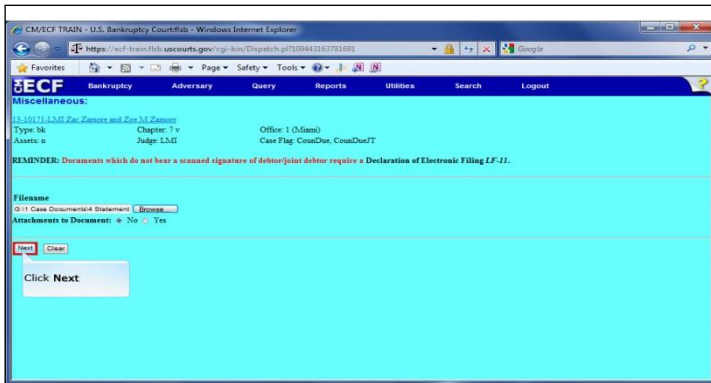 CM/ECF TRAIN - U.S. Bankruptcy Court:flsb - Windows Internet Explorer
https://ecf-train.flsb.uscourts.gov/cgi-bin/Dispatch.pl?109443163781691
Google
Favorites
Page
Safety
Tools
ECF
Bankruptcy
Adversary
Query
Reports
Utilities
Search
Logout
?
Miscellaneous:
13-10171-LMI Zac Zamore and Zoe M Zamore
Type: bk
Chapter: 7 v
Office: 1 (Miami)
Assets: n
Judge: LMI
Case Flag: CounDue, CounDueJT
REMINDER: Documents which do not bear a scanned signature of debtor/joint debtor require a Declaration of Electronic Filing LF-11.
Filename
G:\1 Case Documents\4 Statement Browse...
Attachments to Document: No Yes
Next Clear
Click Next